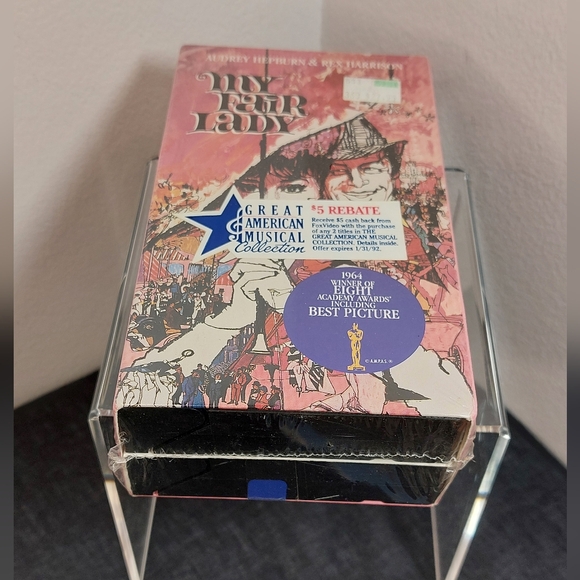 AUDREY HEPBURN & REX HARRISON
MY
FAIR
LADY
GREAT
AMERICAN
MUSICAL
Collection
$5 REBATE
Receive $5 cash back from
FoxVideo with the purchase
of any 3 titles in THE
GREAT AMERICAN MUSICAL
COLLECTION. Details inside.
Offer expires 1/31/92.
1964
WINNER OF
EIGHT
ACADEMY AWARDS®
INCLUDING
BEST PICTURE
© A.M.P.A.S.®